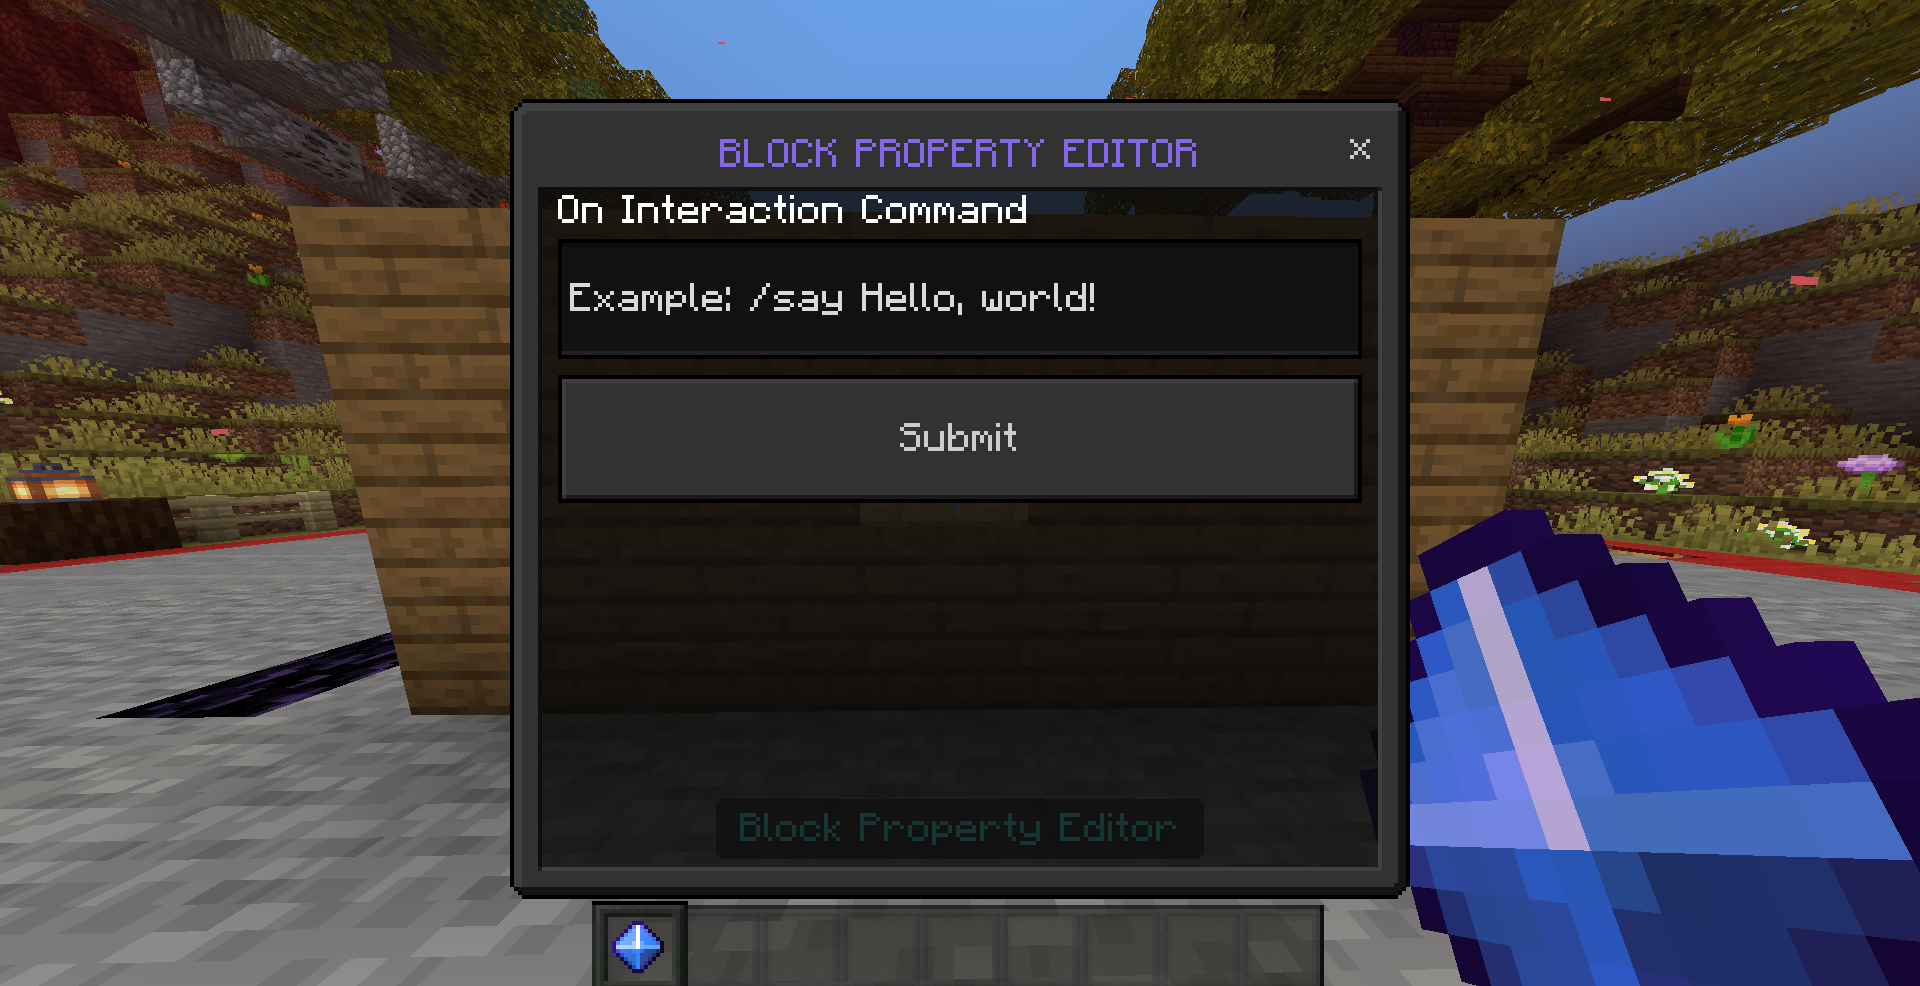 BLOCK PROPERTY EDITOR
On Interaction Command
Example: /say Hello, world!
Submit
Block Property Editor